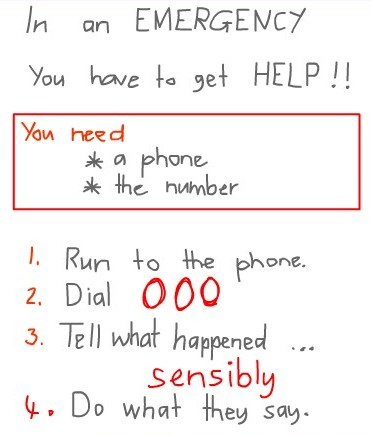 In an EMERGENCY
You have to get HELP!!
You need
* a phone
* the number
1. Run to the phone.
2. Dial 000
3. Tell what happened ...
sensibly
4. Do what they say.